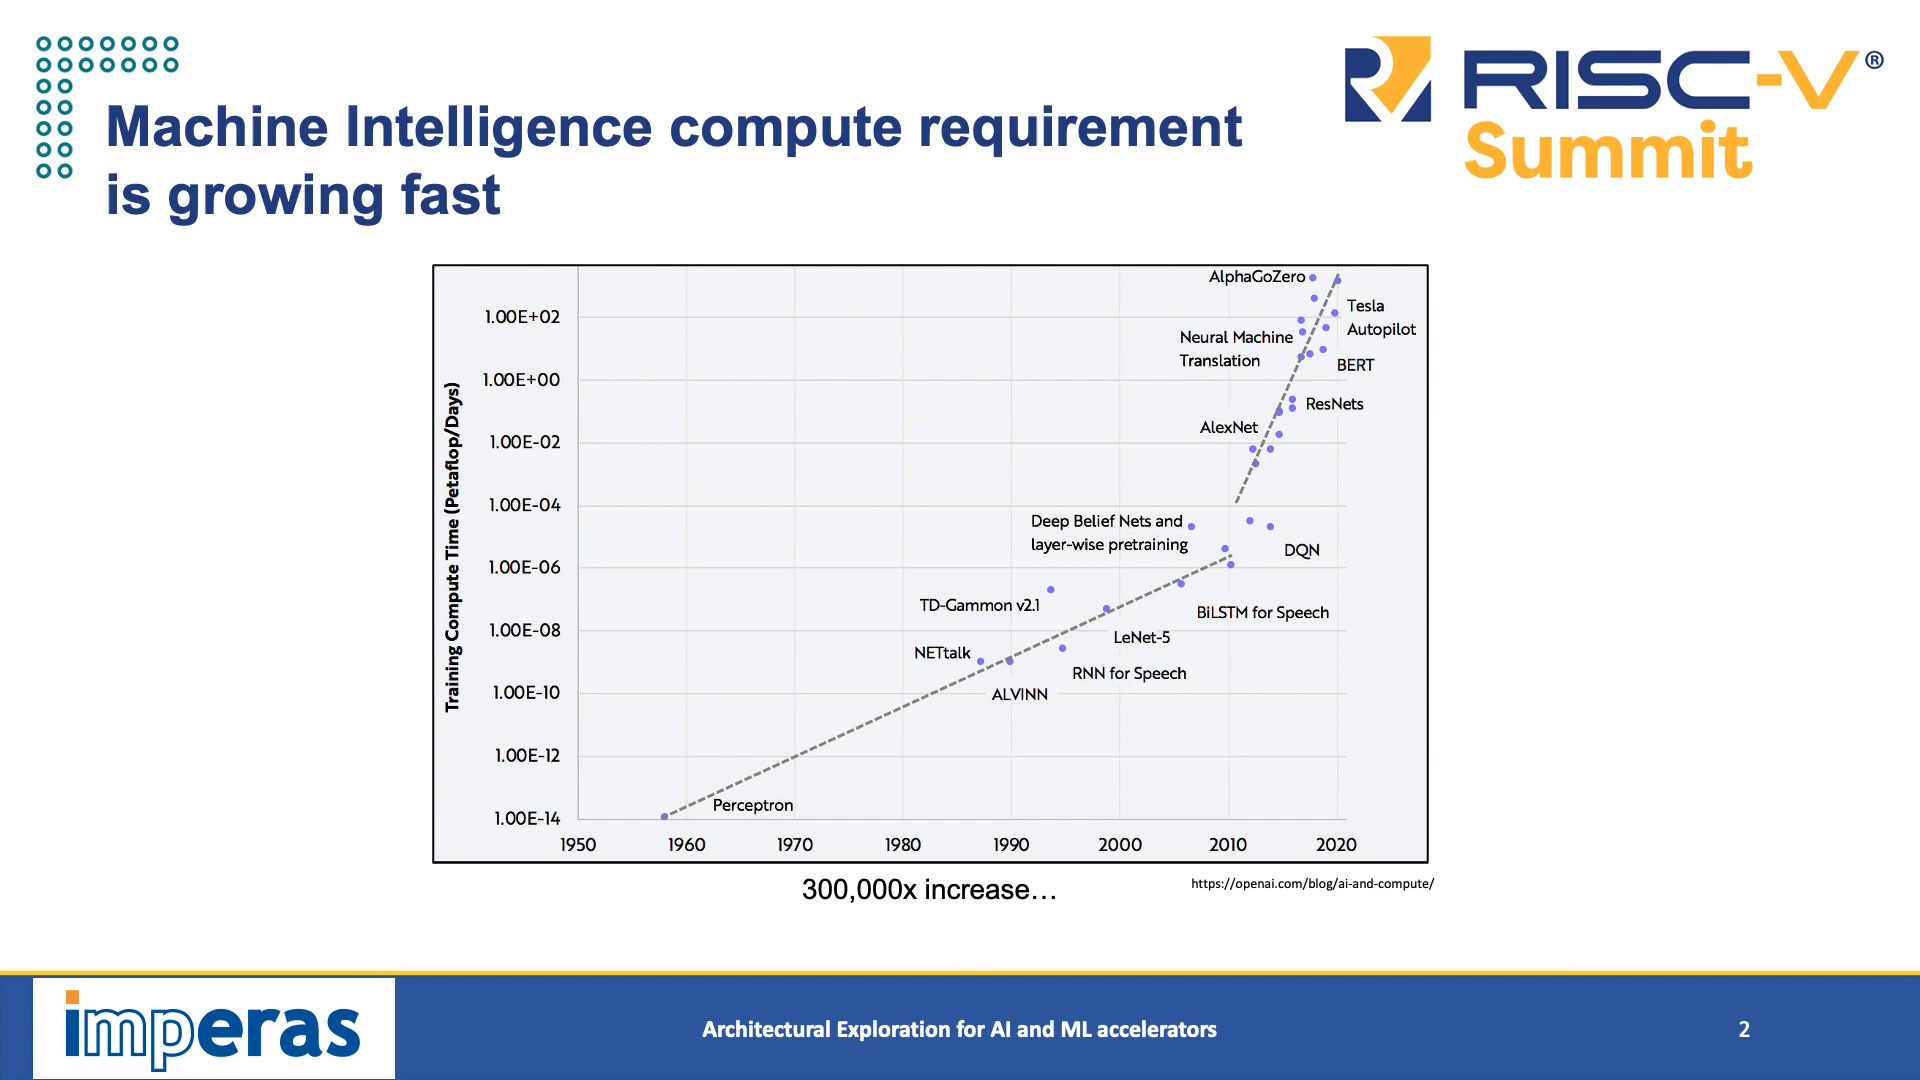 Machine Intelligence compute requirement
is growing fast
RISC-V®
Summit
Training Compute Time (Petaflop/Days)
1.00E+02
1.00E+00
1.00E-02
1.00E-04
1.00E-06
1.00E-08
1.00E-10
1.00E-12
1.00E-14
1950 1960 1970 1980 1990 2000 2010 2020
AlphaGoZero
Tesla
Autopilot
Neural Machine
Translation
BERT
ResNets
AlexNet
Deep Belief Nets and
layer-wise pretraining
DQN
TD-Gammon v2.1
BiLSTM for Speech
LeNet-5
NETtalk
RNN for Speech
ALVINN
Perceptron
300,000x increase…
https://openai.com/blog/ai-and-compute/
imperas
Architectural Exploration for AI and ML accelerators
2